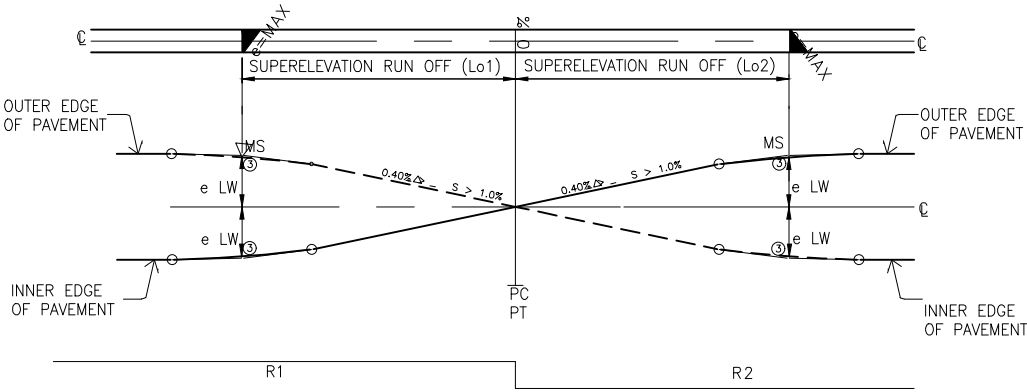 ℄
e=MAX
0 %
e=MAX
℄
SUPERELEVATION RUN OFF (Lo1)
SUPERELEVATION RUN OFF (Lo2)
OUTER EDGE
OF PAVEMENT
OUTER EDGE
OF PAVEMENT
MS
MS
3
3
0.40% - S > 1.0%
0.40% - S > 1.0%
e LW
e LW
℄
e LW
e LW
3
3
INNER EDGE
OF PAVEMENT
PC
PT
INNER EDGE
OF PAVEMENT
R1
R2